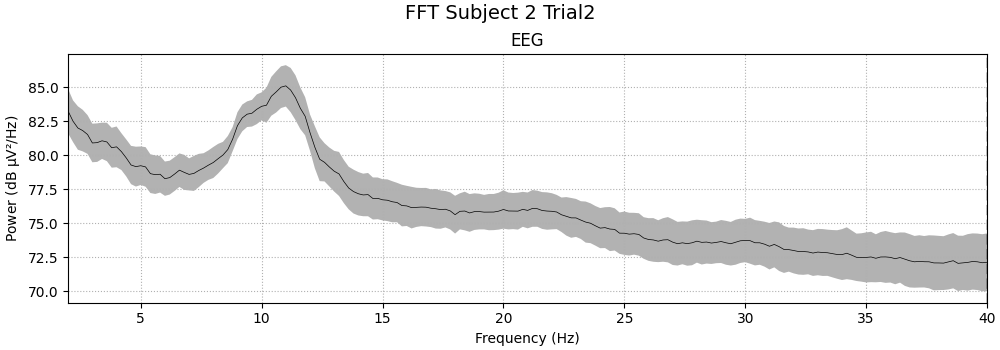 FFT Subject 2 Trial2
EEG
Power (dB µV²/Hz)
85.0
82.5
80.0
77.5
75.0
72.5
70.0
5 10 15 20 25 30 35 40
Frequency (Hz)